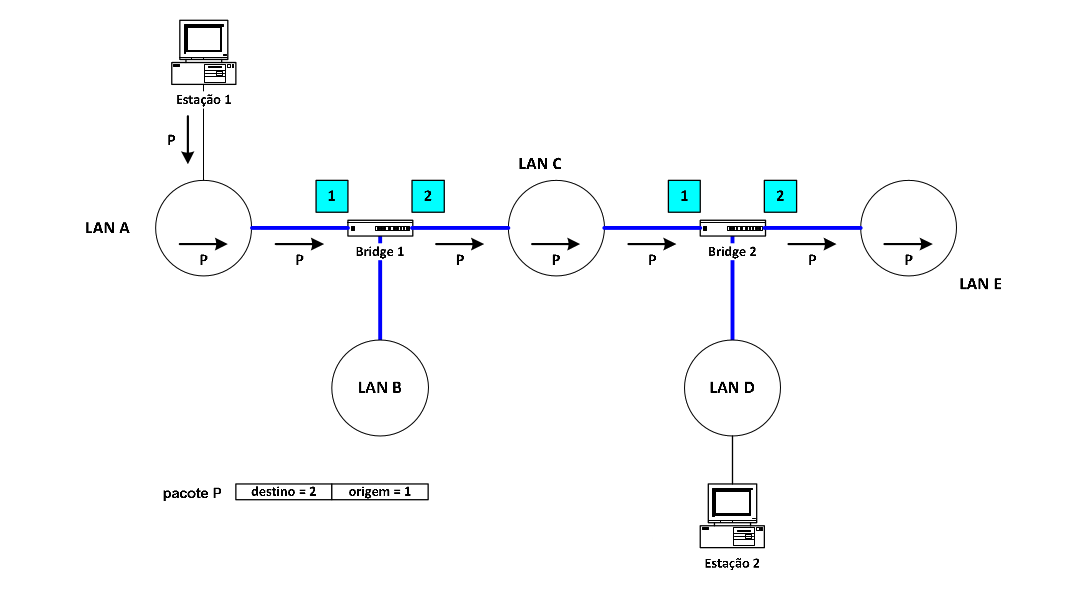 Estação 1
P
LAN C
1
2
1
2
LAN A
P
P
Bridge 1
P
P
P
Bridge 2
P
P
LAN E
LAN B
LAN D
pacote P
destino = 2
origem = 1
Estação 2